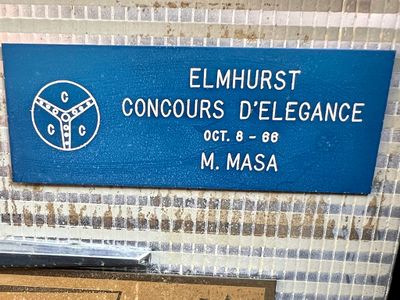 C
C C
ELMHURST
CONCOURS D'ELEGANCE
OCT. 8 - 66
M. MASA